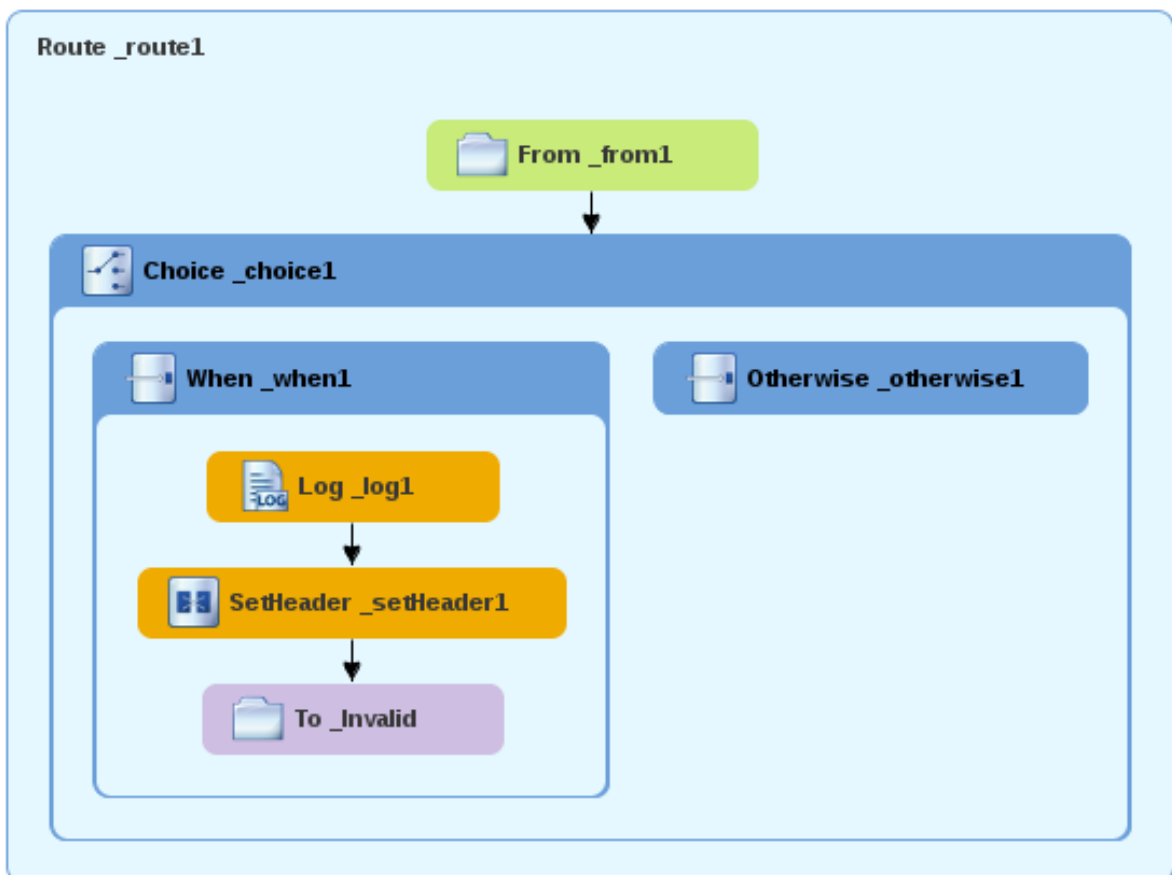 Route _route1
From _from1
Choice _choice1
When _when1
Otherwise _otherwise1
LOG
Log _log1
SetHeader _setHeader1
To _Invalid